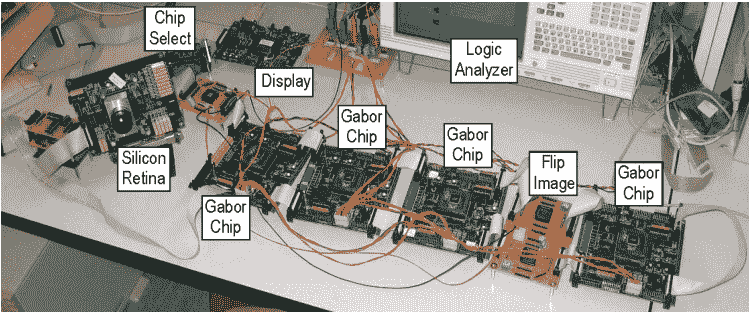 Chip
Select
Display
Logic
Analyzer
Silicon
Retina
Gabor
Chip
Gabor
Chip
Gabor
Chip
Flip
Image
Gabor
Chip